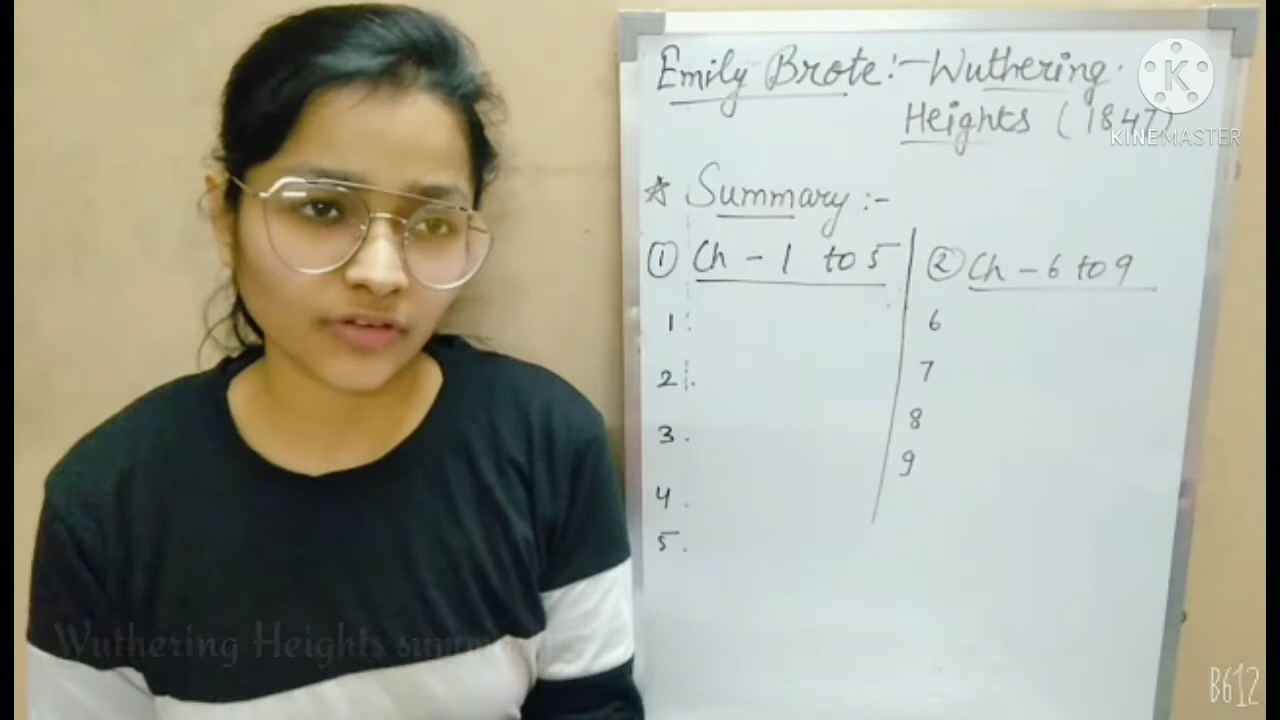 Emily Brote:- Wuthering
Heights (1847)
K
KINEMASTER
☆ Summary :-
① Ch - 1 to 5
② Ch - 6 to 9
1:
2.
3.
4.
5.
6
7
8
9
Wuthering Heights summ
B612